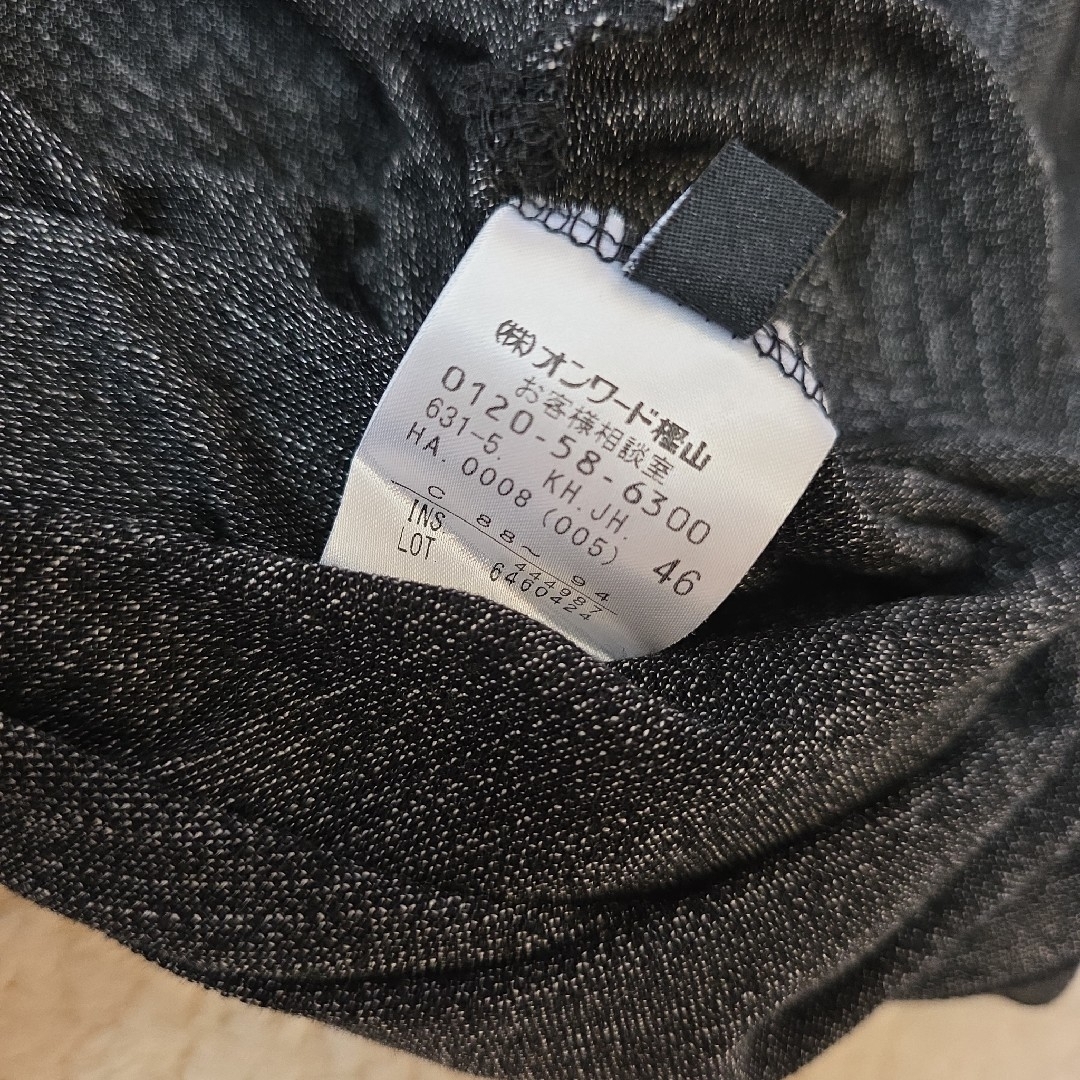 (株)オンワード樫山
お客様相談室
0120-58-6300
631-5. KH.JH.
HA.0008(005) 46
C 88~94
INS 444987
LOT 6460424